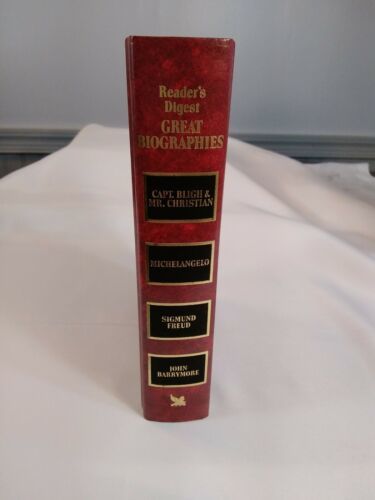 Reader's
Digest
GREAT
BIOGRAPHIES
CAPT. BLIGH &
MR. CHRISTIAN
MICHELANGELO
SIGMUND
FREUD
JOHN
BARRYMORE